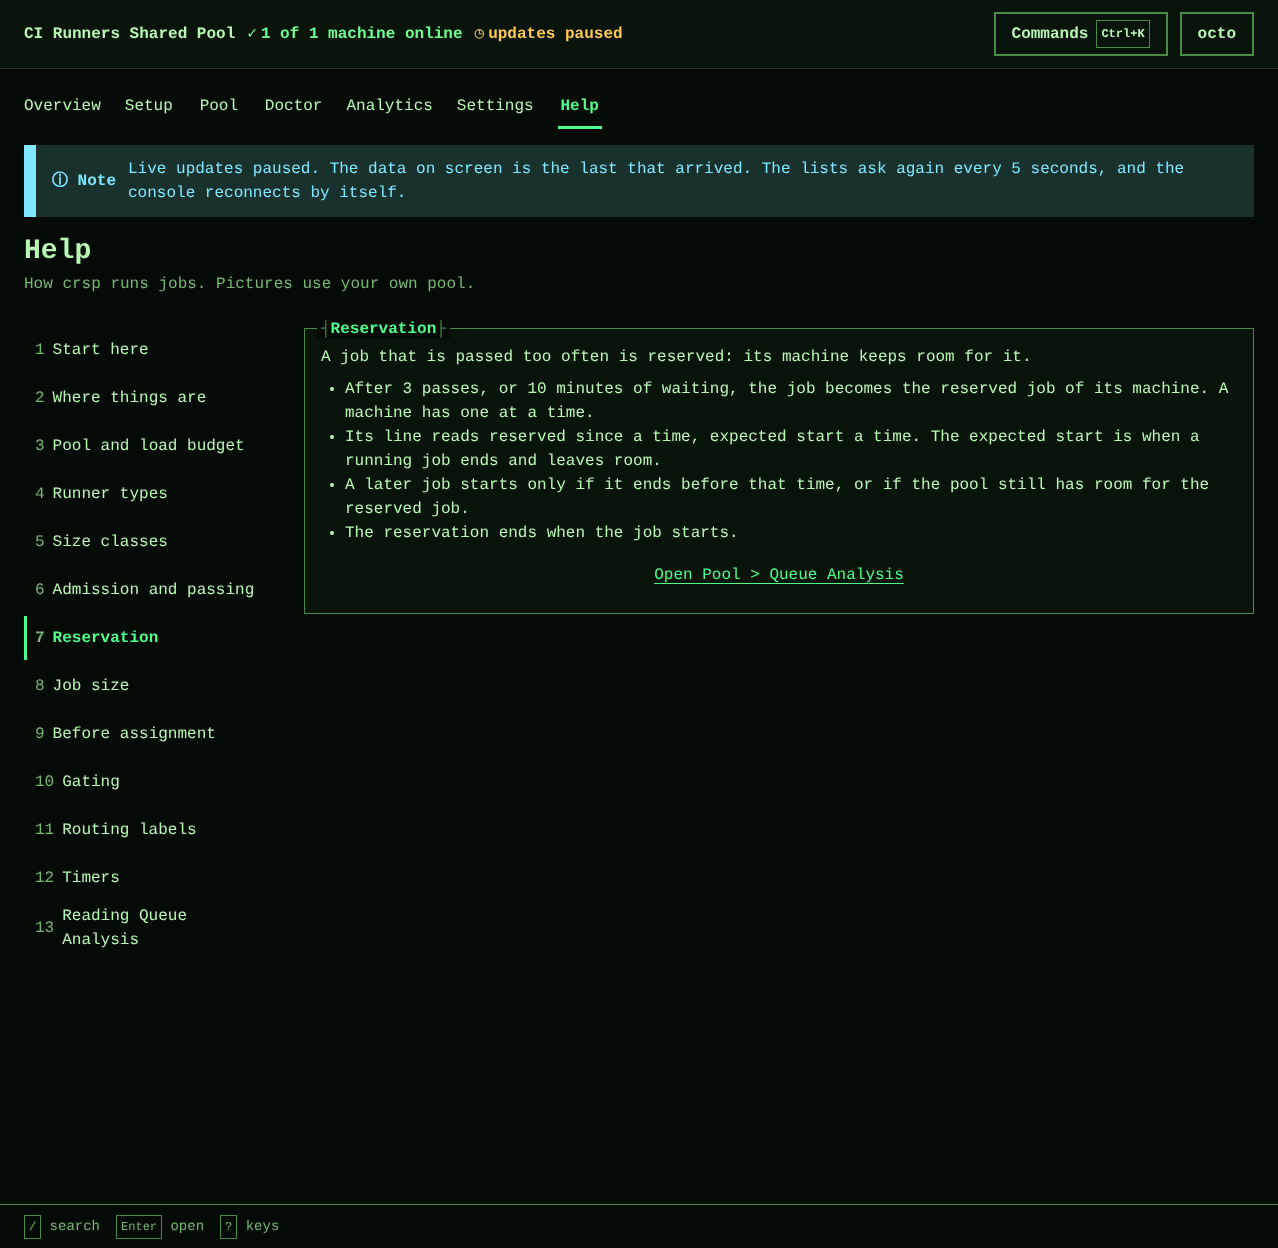 CI Runners Shared Pool ✓ 1 of 1 machine online ◷ updates paused Commands Ctrl+K octo
Overview Setup Pool Doctor Analytics Settings Help
ⓘ Note Live updates paused. The data on screen is the last that arrived. The lists ask again every 5 seconds, and the
console reconnects by itself.
Help
How crsp runs jobs. Pictures use your own pool.
1 Start here
2 Where things are
3 Pool and load budget
4 Runner types
5 Size classes
6 Admission and passing
7 Reservation
8 Job size
9 Before assignment
10 Gating
11 Routing labels
12 Timers
13 Reading Queue
Analysis
Reservation
A job that is passed too often is reserved: its machine keeps room for it.
• After 3 passes, or 10 minutes of waiting, the job becomes the reserved job of its machine. A
machine has one at a time.
• Its line reads reserved since a time, expected start a time. The expected start is when a
running job ends and leaves room.
• A later job starts only if it ends before that time, or if the pool still has room for the
reserved job.
• The reservation ends when the job starts.
Open Pool > Queue Analysis
/ search Enter open ? keys